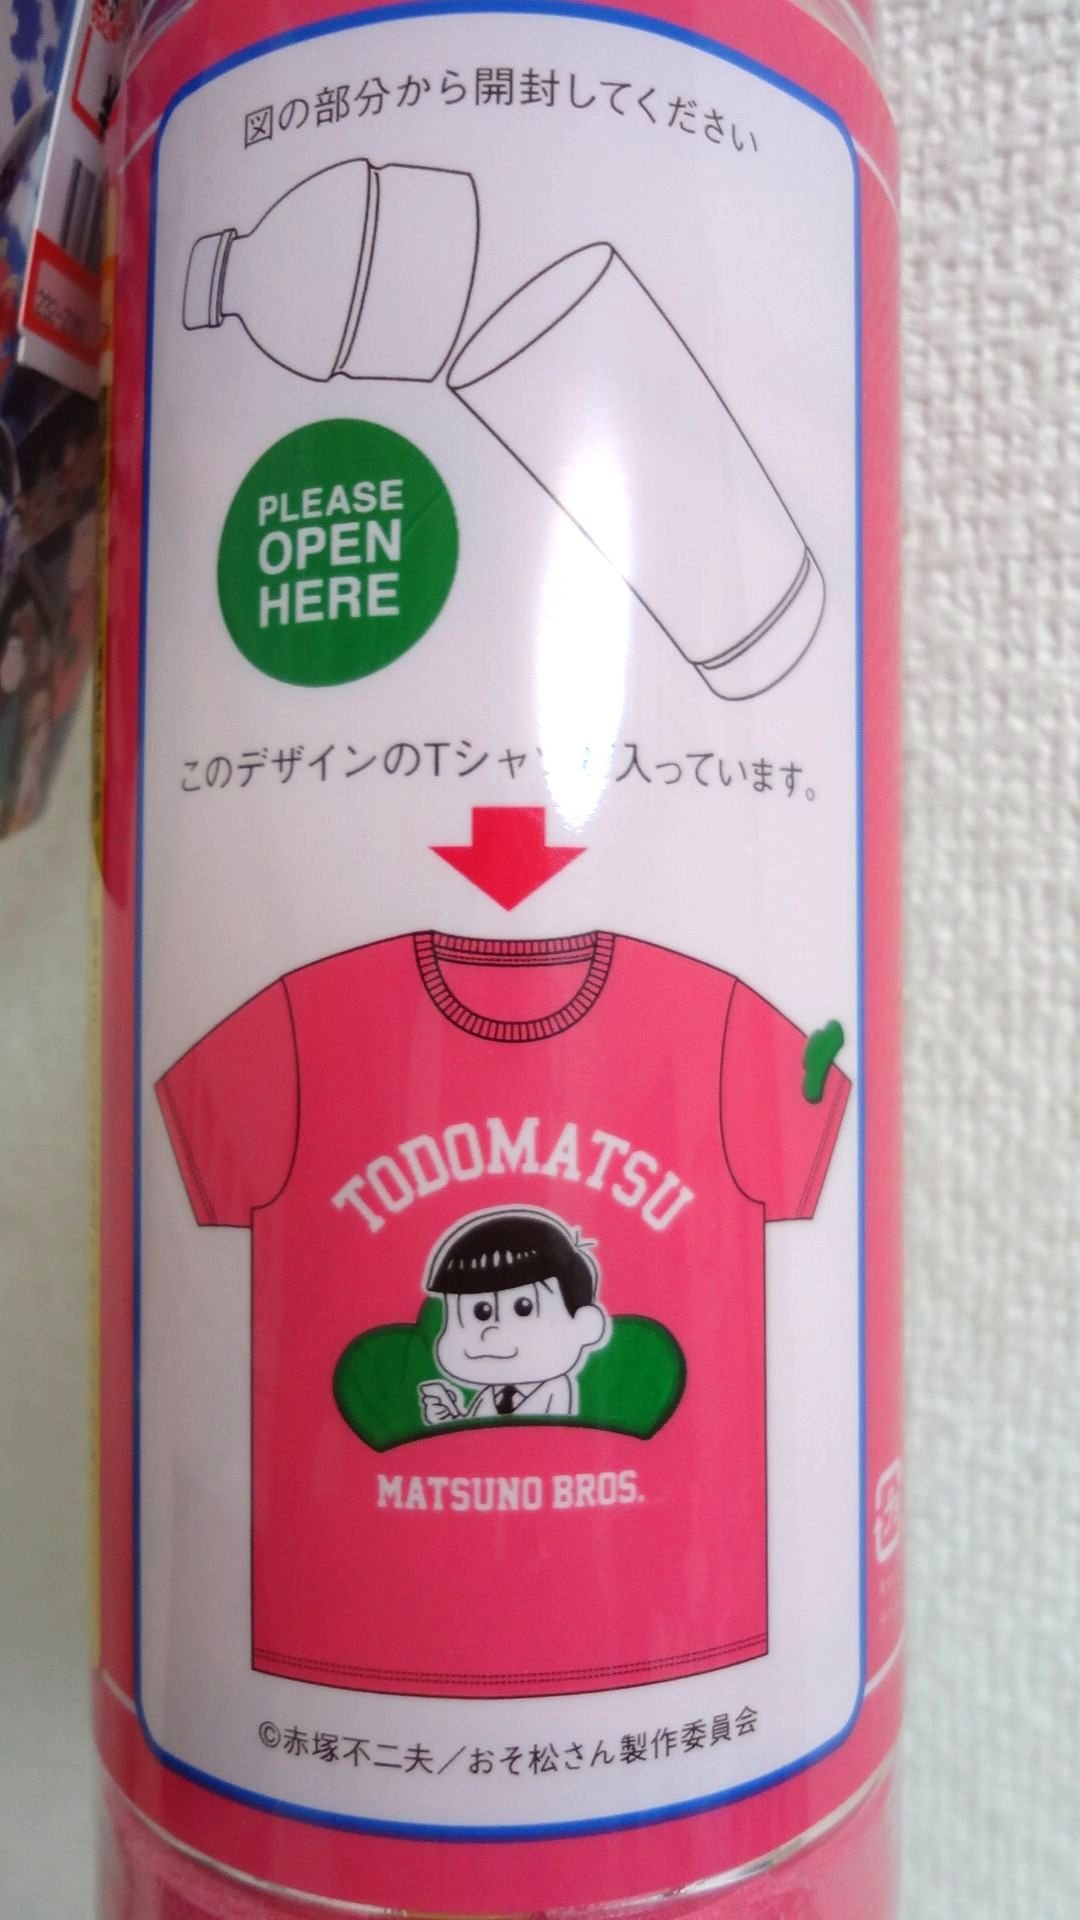 図の部分から開封してください
PLEASE
OPEN
HERE
このデザインのTシャ 入っています。
TODOMATSU
MATSUNO BROS.
©赤塚不二夫／おそ松さん製作委員会